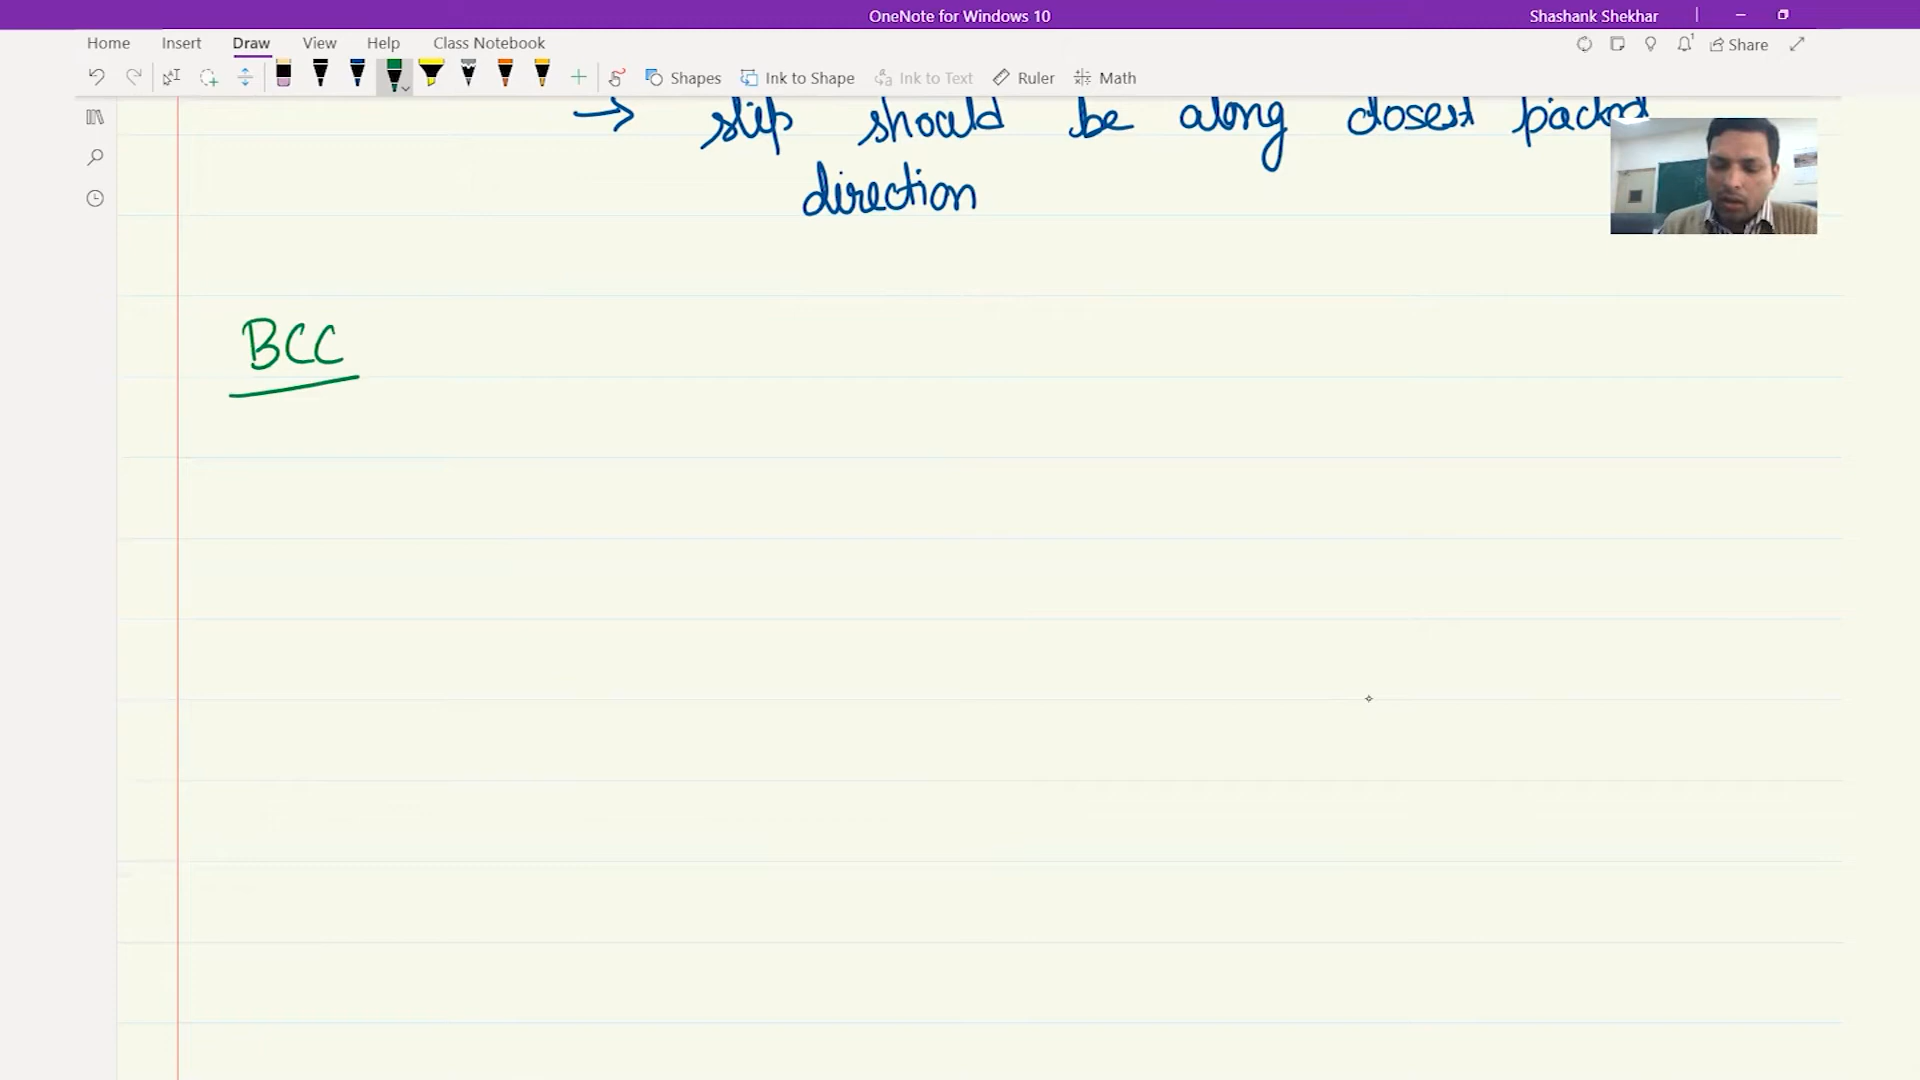 OneNote for Windows 10
Shashank Shekhar
Home Insert Draw View Help Class Notebook
Share
Shapes Ink to Shape Ink to Text Ruler Math
→ slip should be along closest packed
direction
BCC